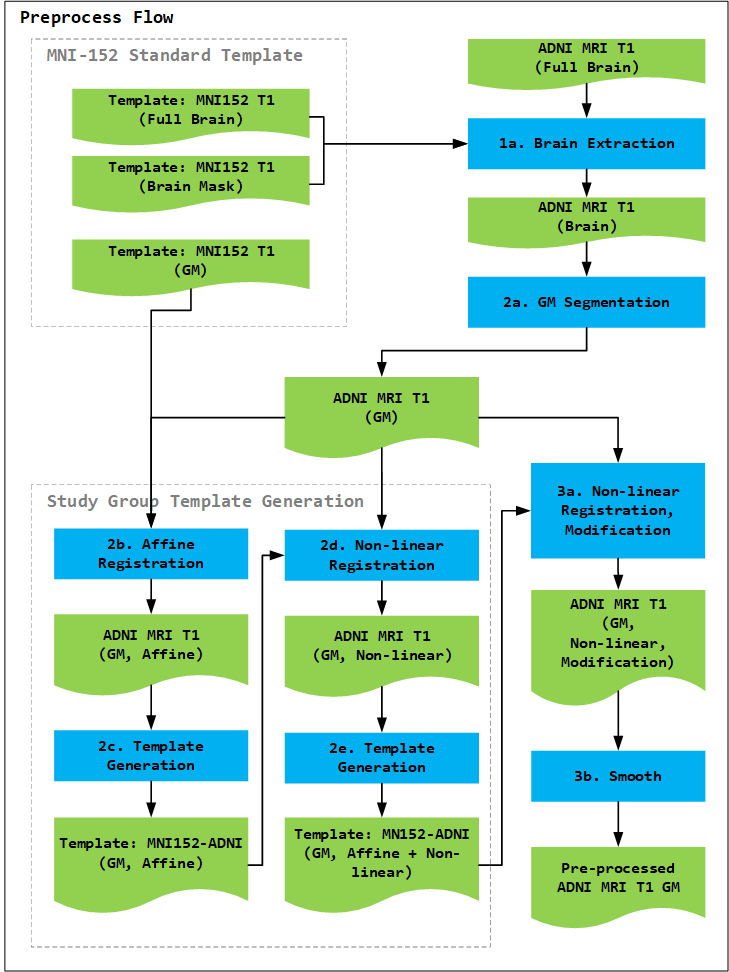 Preprocess Flow
MNI-152 Standard Template
Template: MNI152 T1
(Full Brain)
Template: MNI152 T1
(Brain Mask)
Template: MNI152 T1
(GM)
ADNI MRI T1
(Full Brain)
1a. Brain Extraction
ADNI MRI T1
(Brain)
2a. GM Segmentation
ADNI MRI T1
(GM)
Study Group Template Generation
2b. Affine
Registration
ADNI MRI T1
(GM, Affine)
2c. Template
Generation
Template: MNI152-ADNI
(GM, Affine)
2d. Non-linear
Registration
ADNI MRI T1
(GM, Non-linear)
2e. Template
Generation
Template: MN152-ADNI
(GM, Affine + Non-
linear)
3a. Non-linear
Registration,
Modification
ADNI MRI T1
(GM,
Non-linear,
Modification)
3b. Smooth
Pre-processed
ADNI MRI T1 GM